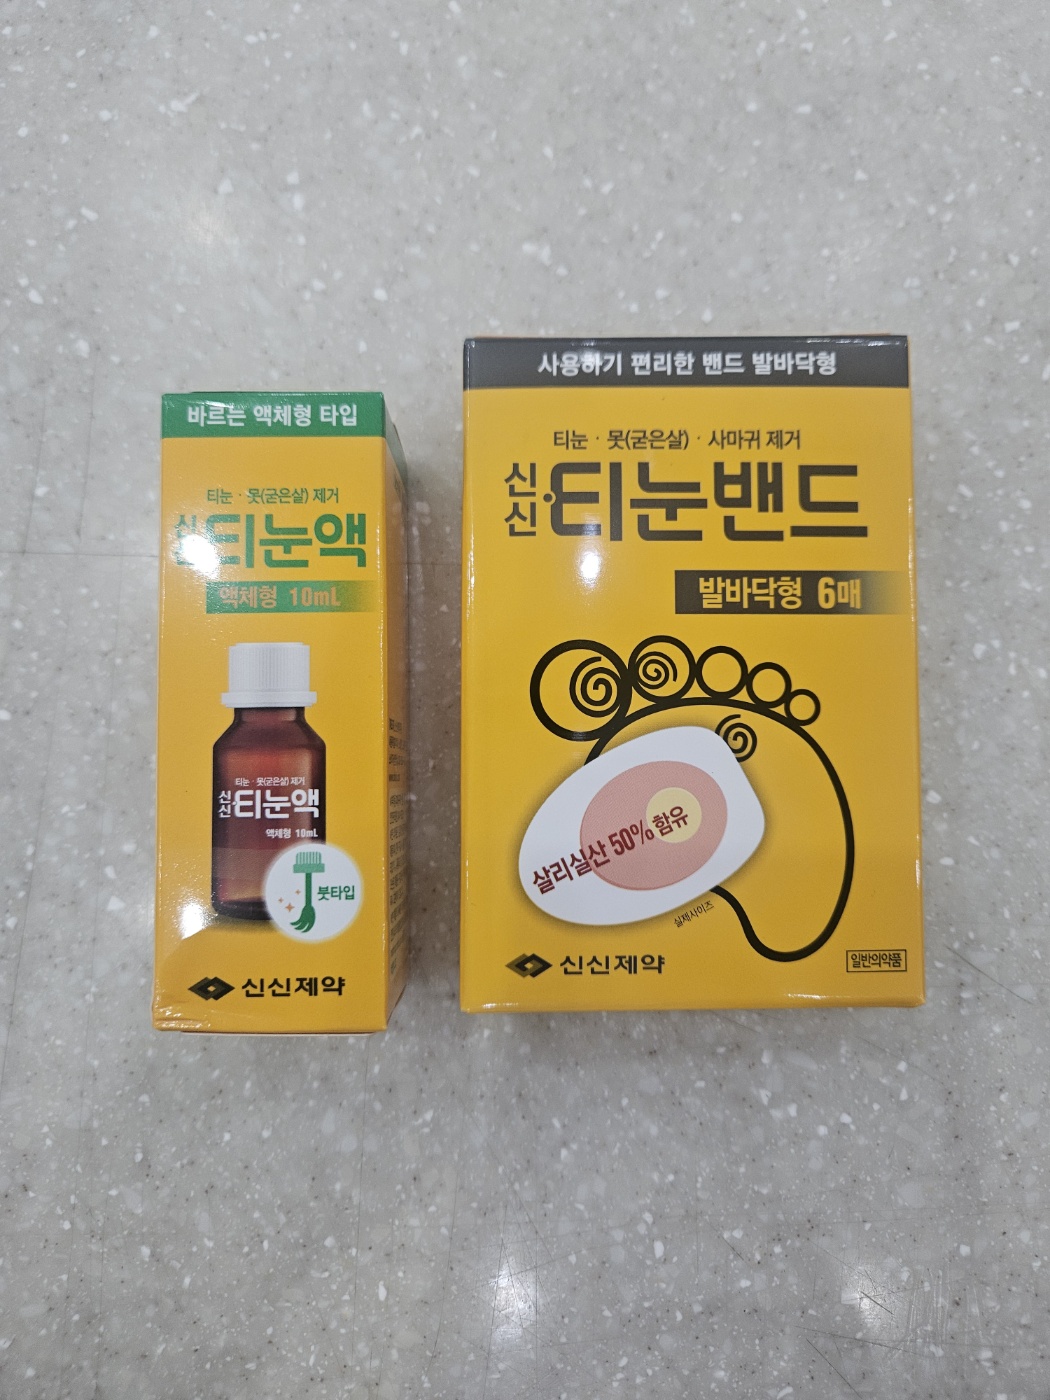 바르는 액체형 타입
티눈 · 못(굳은살) 제거
신신 티눈액
액체형 10mL
티눈 · 못(굳은살) 제거
신신 티눈액
액체형 10mL
붓타입
신신제약
사용하기 편리한 밴드 발바닥형
티눈 · 못(굳은살) · 사마귀 제거
신신·티눈밴드
발바닥형 6매
살리실산 50% 함유
실제사이즈
신신제약
일반의약품